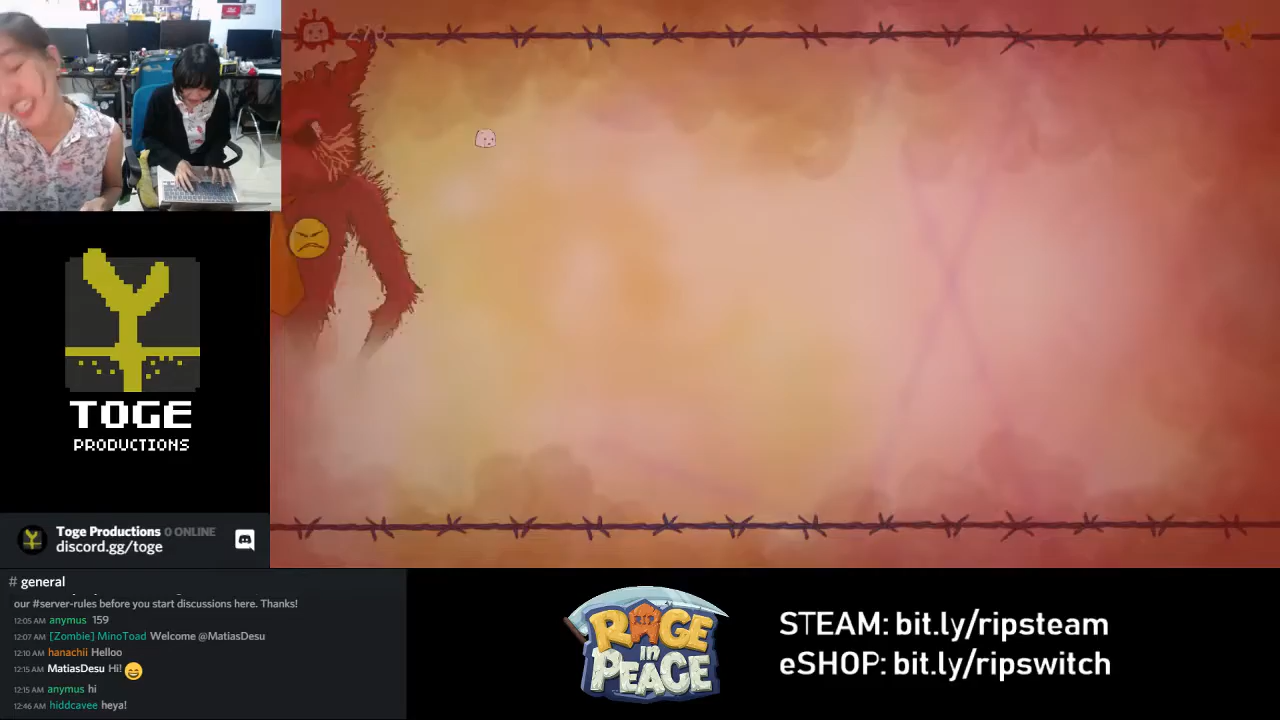 276
TOGE
PRODUCTIONS
Toge Productions 0 ONLINE
discord.gg/toge
# general
our #server-rules before you start discussions here. Thanks!
12:05 AM anymus 159
12:07 AM [Zombie] MinoToad Welcome @MatiasDesu
12:10 AM hanachii Helloo
12:15 AM MatiasDesu Hi!
12:15 AM anymus hi
12:46 AM hiddcavee heya!
RIP
RAGE
in
PEACE
STEAM: bit.ly/ripsteam
eSHOP: bit.ly/ripswitch